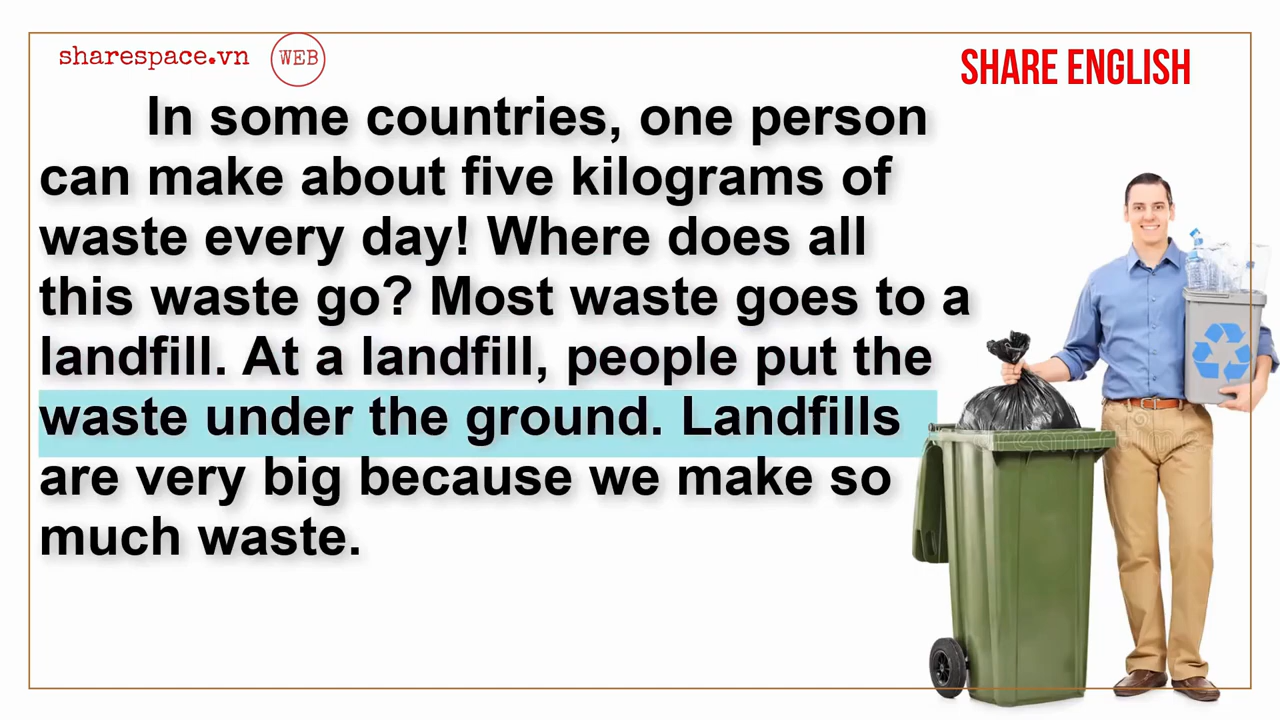 sharespace.vn WEB
SHARE ENGLISH
In some countries, one person
can make about five kilograms of
waste every day! Where does all
this waste go? Most waste goes to a
landfill. At a landfill, people put the
waste under the ground. Landfills
are very big because we make so
much waste.